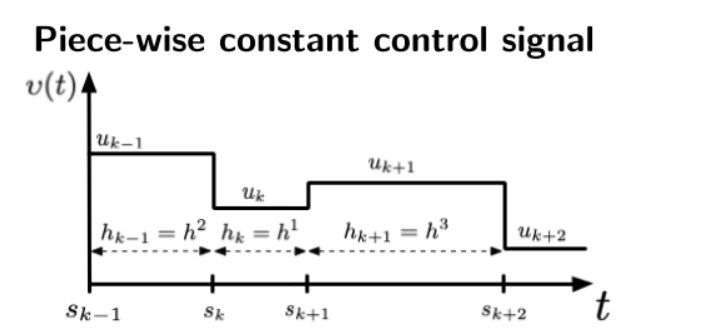 Piece-wise constant control signal
υ(t)
u_{k−1}
u_{k+1}
u_k
h_{k−1} = h^2 h_k = h^1 h_{k+1} = h^3 u_{k+2}
s_{k−1} s_k s_{k+1} s_{k+2} t